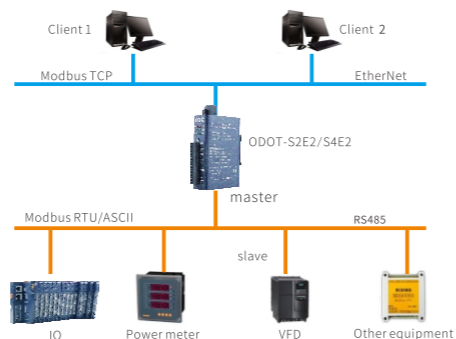 Client 1
Client 2
Modbus TCP
EtherNet
ODOT-S2E2/S4E2
master
Modbus RTU/ASCII
RS485
slave
IO
Power meter
VFD
Other equipment